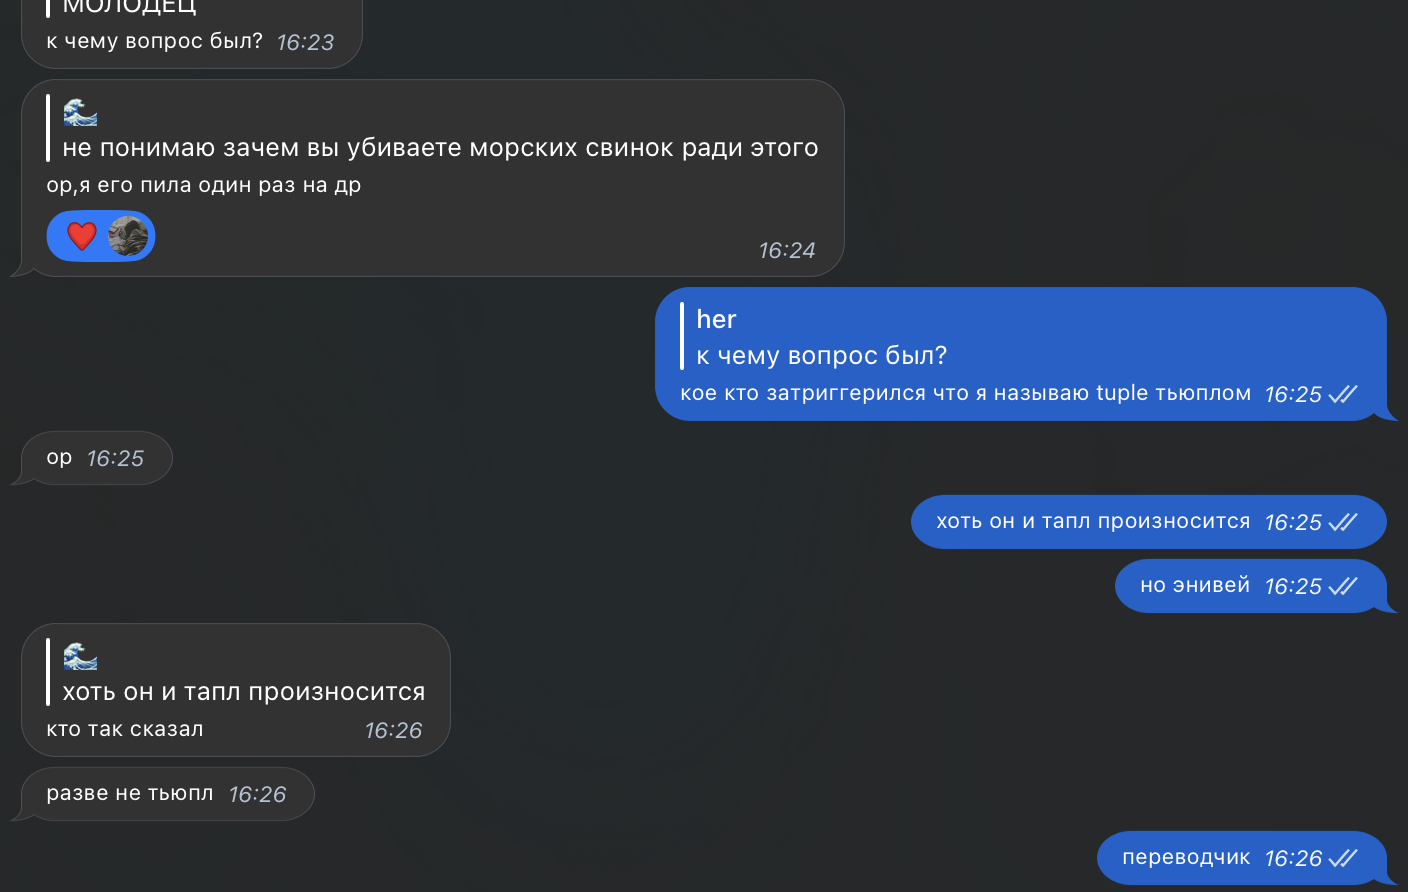 МОЛОДЕЦ
к чему вопрос был? 16:23
🌊
не понимаю зачем вы убиваете морских свинок ради этого
ор,я его пила один раз на др
❤️
16:24
her
к чему вопрос был?
кое кто затриггерился что я называю tuple тьюплом 16:25
ор 16:25
хоть он и тапл произносится 16:25
но энивей 16:25
🌊
хоть он и тапл произносится
кто так сказал 16:26
разве не тьюпл 16:26
переводчик 16:26